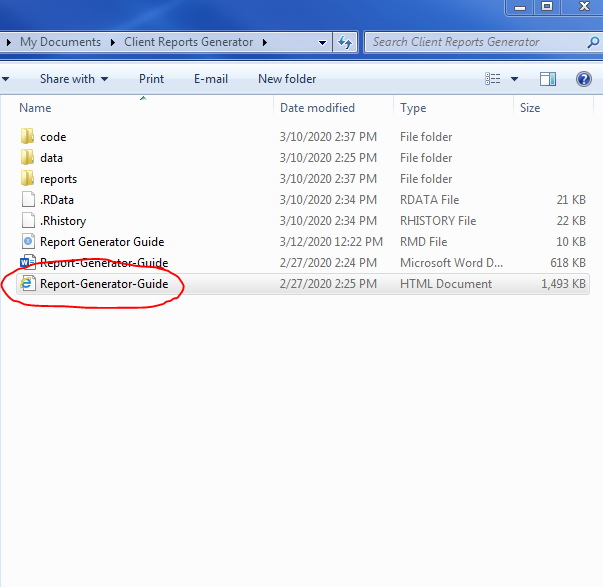 My Documents Client Reports Generator Search Client Reports Generator
Share with Print E-mail New folder
Name Date modified Type Size
code 3/10/2020 2:37 PM File folder
data 3/10/2020 2:25 PM File folder
reports 3/10/2020 2:37 PM File folder
.RData 3/10/2020 2:34 PM RDATA File 21 KB
.Rhistory 3/10/2020 2:34 PM RHISTORY File 22 KB
Report Generator Guide 3/12/2020 12:22 PM RMD File 10 KB
Report-Generator-Guide 2/27/2020 2:24 PM Microsoft Word D... 618 KB
Report-Generator-Guide 2/27/2020 2:25 PM HTML Document 1,493 KB